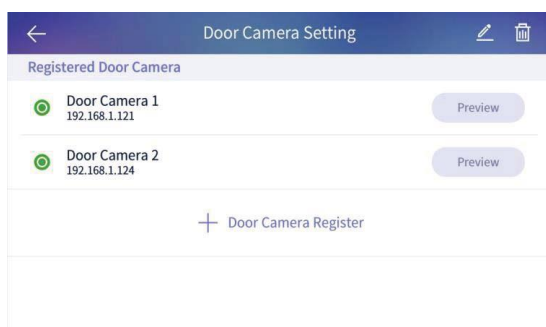 Door Camera Setting
Registered Door Camera
Door Camera 1
192.168.1.121
Preview
Door Camera 2
192.168.1.124
Preview
Door Camera Register